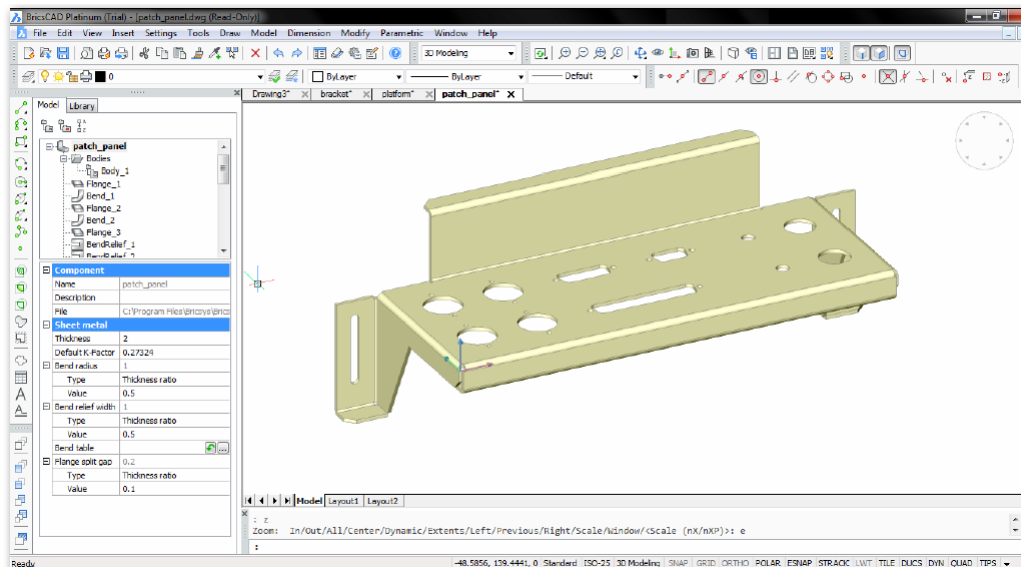 BricsCAD Platinum (Trial) - [patch_panel.dwg (Read-Only)]
File Edit View Insert Settings Tools Draw Model Dimension Modify Parametric Window Help
3D Modeling
0 ByLayer ByLayer Default
Drawing3* bracket* platform* patch_panel*
Model Library
patch_panel
Bodies
Body_1
Flange_1
Bend_1
Flange_2
Bend_2
Flange_3
BendRelief_1
BendRelief_2
Component
Name patch_panel
Description
File C:\Program Files\Bricsys\Brics
Sheet metal
Thickness 2
Default K-Factor 0.27324
Bend radius 1
Type Thickness ratio
Value 0.5
Bend relief width 1
Type Thickness ratio
Value 0.5
Bend table
Flange split gap 0.2
Type Thickness ratio
Value 0.1
Model Layout1 Layout2
: z
Zoom: In/Out/All/Center/Dynamic/Extents/Left/Previous/Right/Scale/Window/<Scale (nX/nXP)>: e
:
Ready -48.5856, 139.4441, 0 Standard ISO-25 3D Modeling SNAP GRID ORTHO POLAR ESNAP STRACK LWT TILE DUCS DYN QUAD TIPS